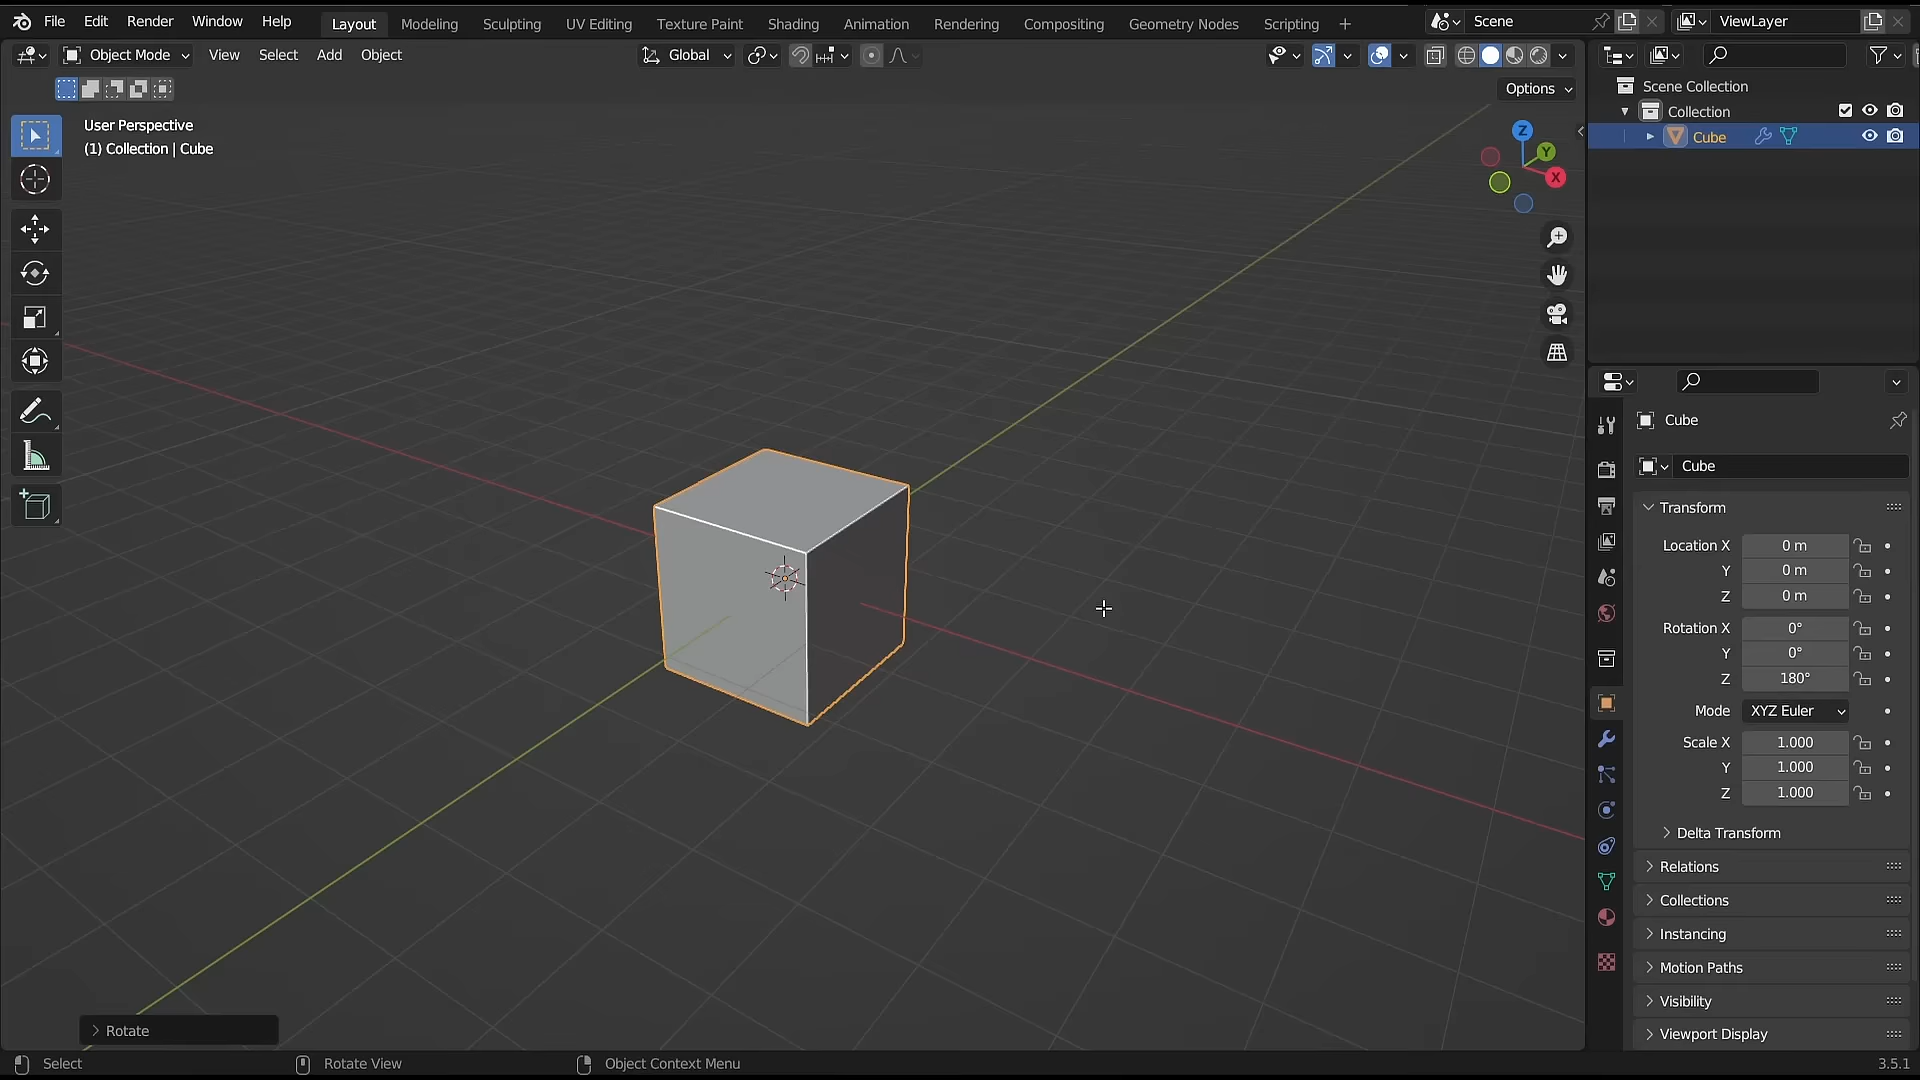 File Edit Render Window Help Layout Modeling Sculpting UV Editing Texture Paint Shading Animation Rendering Compositing Geometry Nodes Scripting + Scene ViewLayer
Object Mode View Select Add Object Global
Options
User Perspective
(1) Collection | Cube
Z
Y
X
Scene Collection
Collection
Cube
Cube
Cube
Transform
Location X 0 m
Y 0 m
Z 0 m
Rotation X 0°
Y 0°
Z 180°
Mode XYZ Euler
Scale X 1.000
Y 1.000
Z 1.000
Delta Transform
Relations
Collections
Instancing
Motion Paths
Visibility
Viewport Display
Rotate
Select Rotate View Object Context Menu 3.5.1